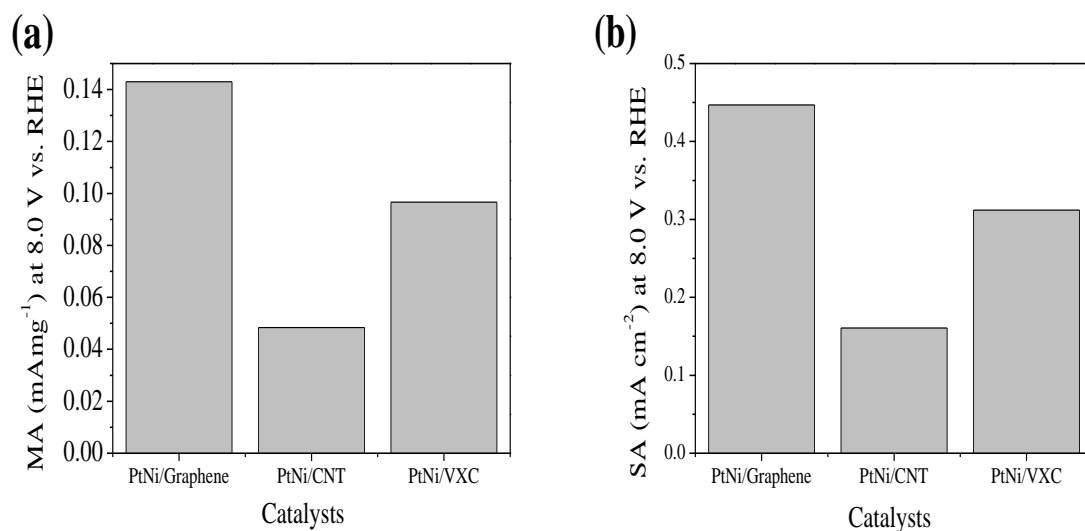 (a)
MA (mAmg⁻¹) at 8.0 V vs. RHE
0.14
0.12
0.10
0.08
0.06
0.04
0.02
0.00
PtNi/Graphene PtNi/CNT PtNi/VXC
Catalysts
(b)
SA (mA cm⁻²) at 8.0 V vs. RHE
0.5
0.4
0.3
0.2
0.1
0.0
PtNi/Graphene PtNi/CNT PtNi/VXC
Catalysts